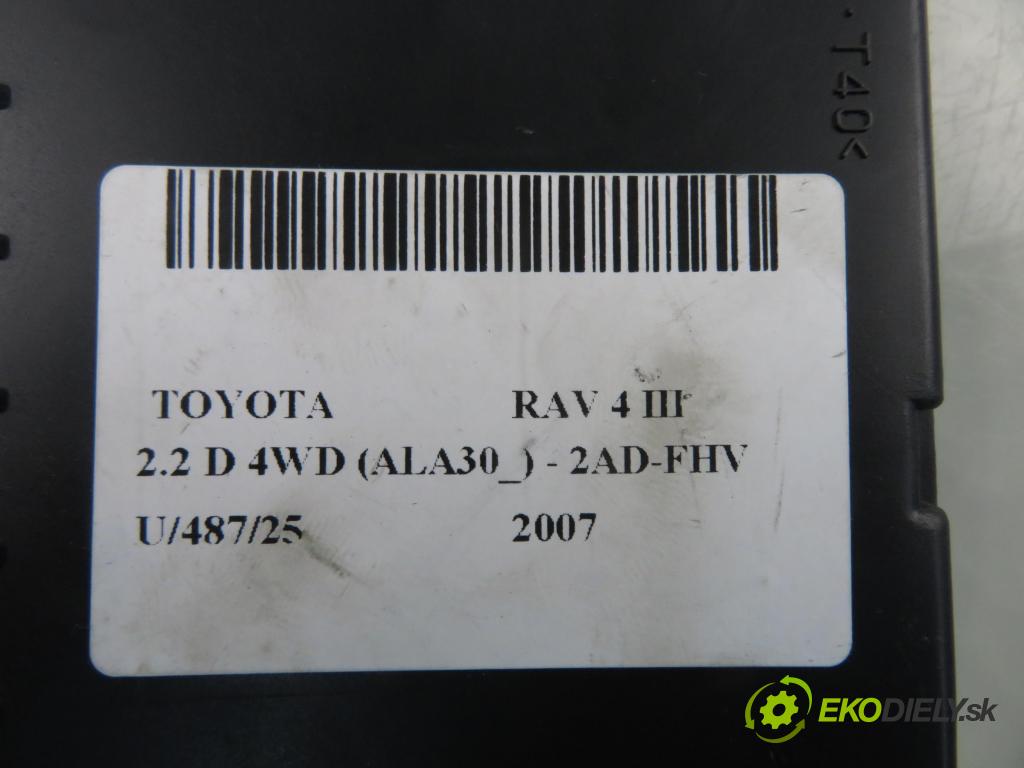 ..T40<
TOYOTA RAV 4 III
2.2 D 4WD (ALA30_) - 2AD-FHV
U/487/25 2007
EKODIELY.sk